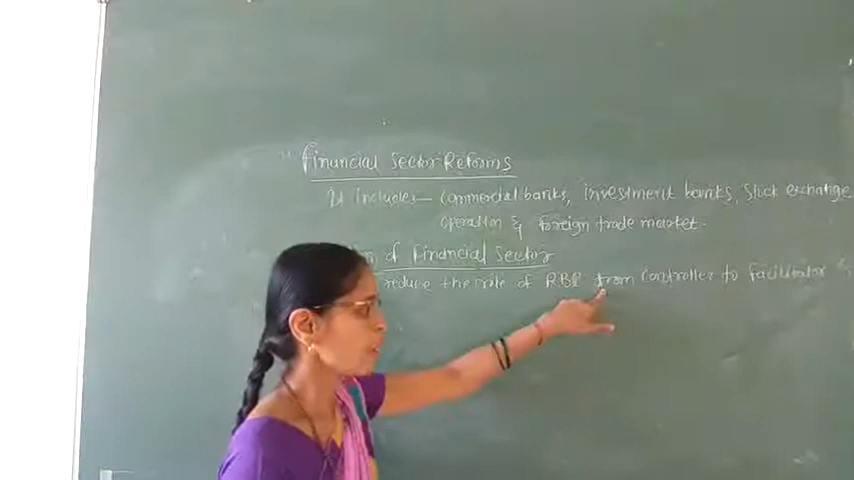 Financial Sector Reforms
It includes — commercial banks, investment banks, stock exchange
operation & foreign trade market.
of Financial Sector
reduce the role of RBI from controller to facilitator